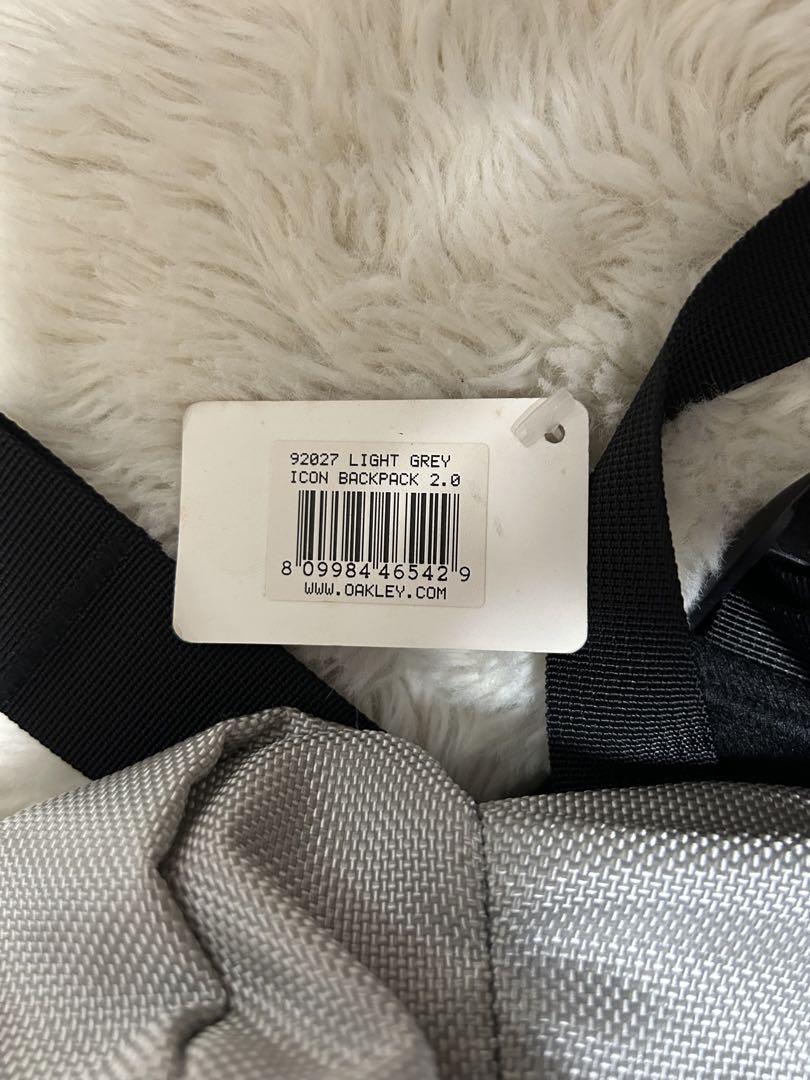 92027 LIGHT GREY
ICON BACKPACK 2.0
8 09984 46542 9
WWW.OAKLEY.COM